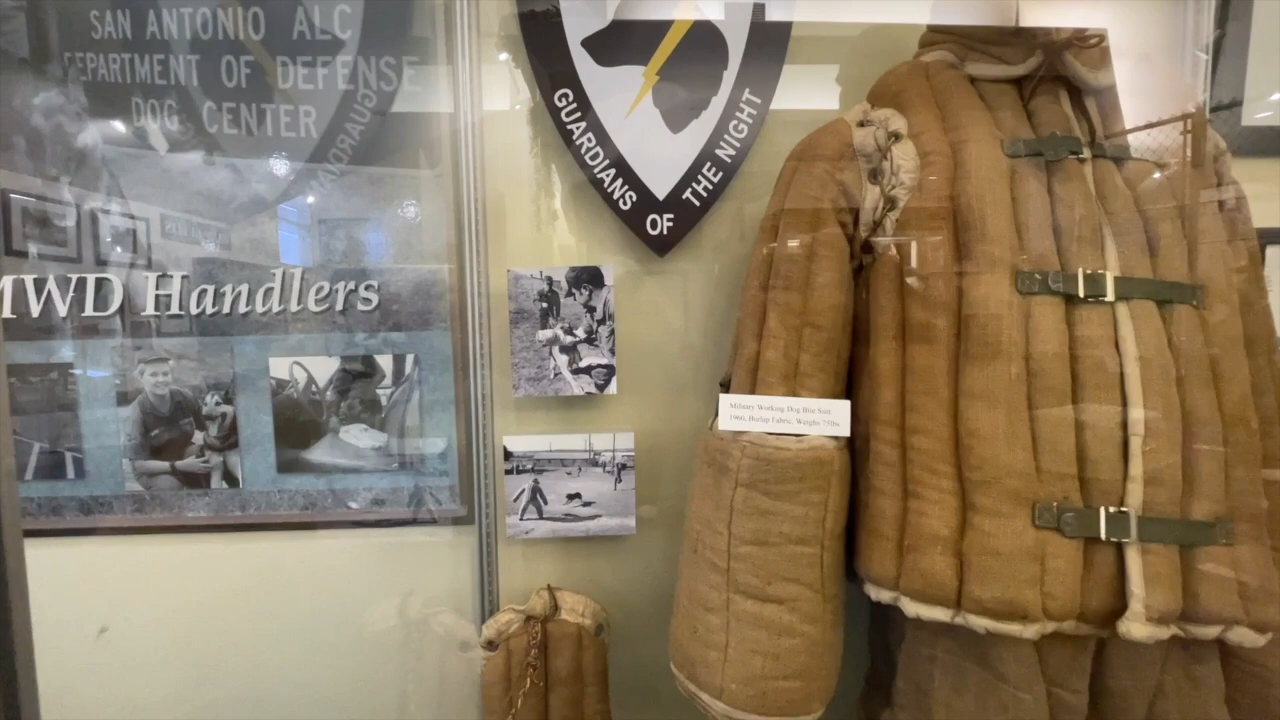 SAN ANTONIO ALC
DEPARTMENT OF DEFENSE
DOG CENTER
GUARDIANS OF THE NIGHT
MWD Handlers
Military Working Dog Bite Suit
1960, Burlap Fabric, Weighs 75lbs